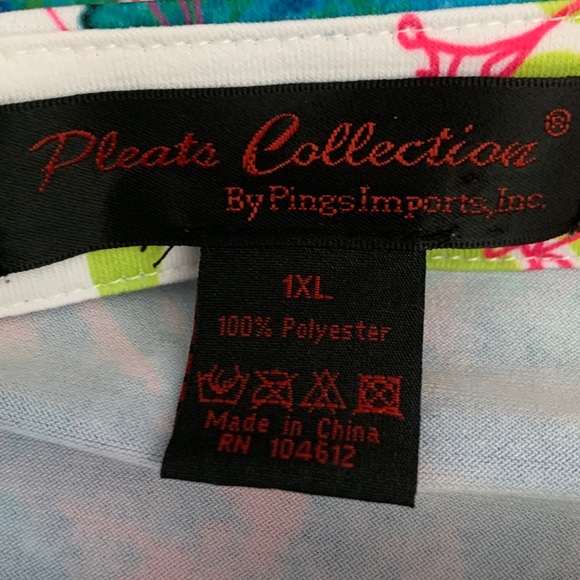 Pleats Collection®
By Pings Imports, Inc.
1XL
100% Polyester
Made in China
RN 104612